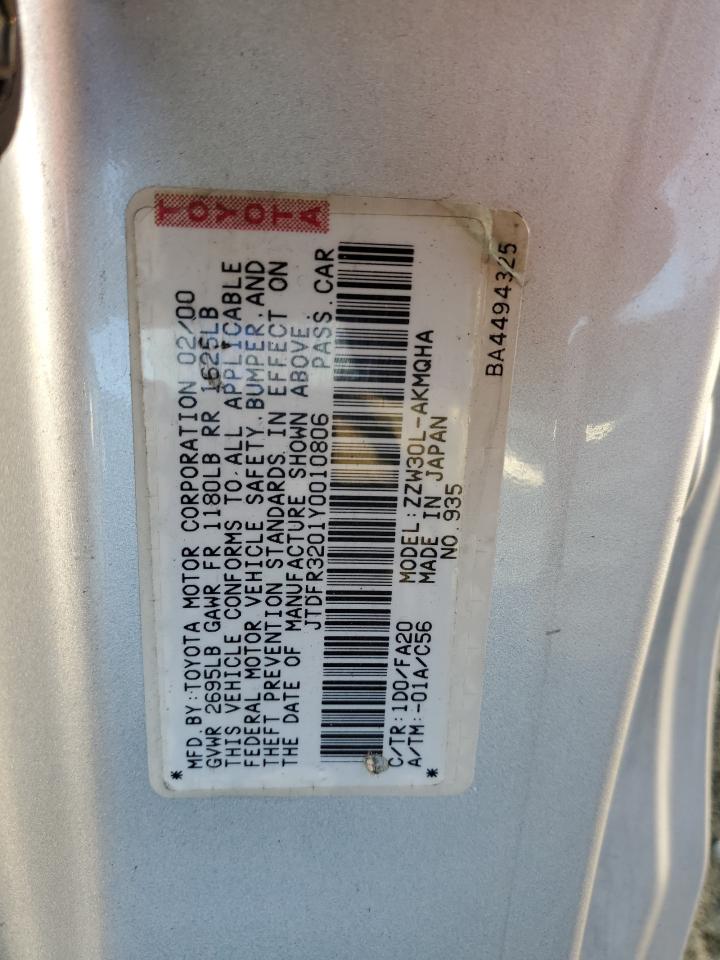 TOYOTA
* MFD. BY: TOYOTA MOTOR CORPORATION 02/00
GVWR 2695LB GAWR FR 1180LB RR 1625LB
THIS VEHICLE CONFORMS TO ALL APPLICABLE
FEDERAL MOTOR VEHICLE SAFETY, BUMPER, AND
THEFT PREVENTION STANDARDS IN EFFECT ON
THE DATE OF MANUFACTURE SHOWN ABOVE.
JTDFR3201Y0010806 PASS. CAR
C/TR: 1D0/FA20 MODEL: ZZW30L-AKMQHA
A/TM: -01A/C56 MADE IN JAPAN
* NO. 935
BA4494325